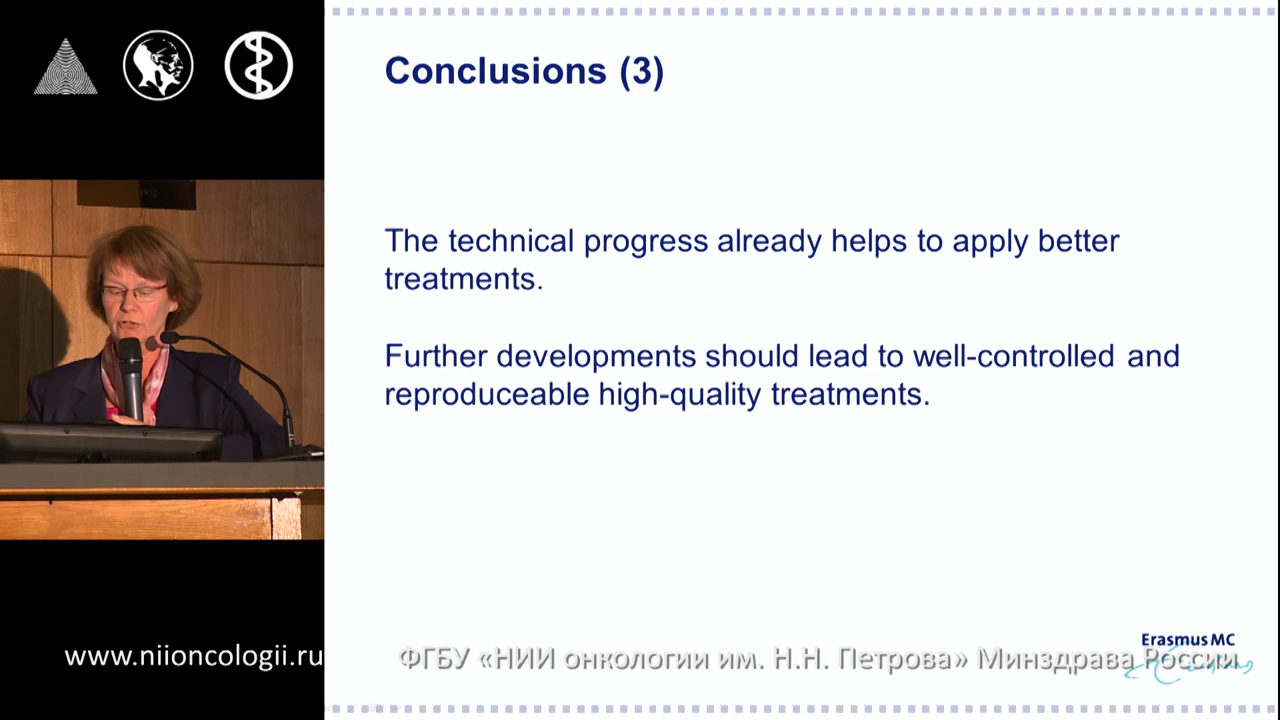 Conclusions (3)
The technical progress already helps to apply better
treatments.
Further developments should lead to well-controlled and
reproduceable high-quality treatments.
Erasmus MC
Erasmus
www.niioncologii.ru
ФГБУ «НИИ онкологии им. Н.Н. Петрова» Минздрава России